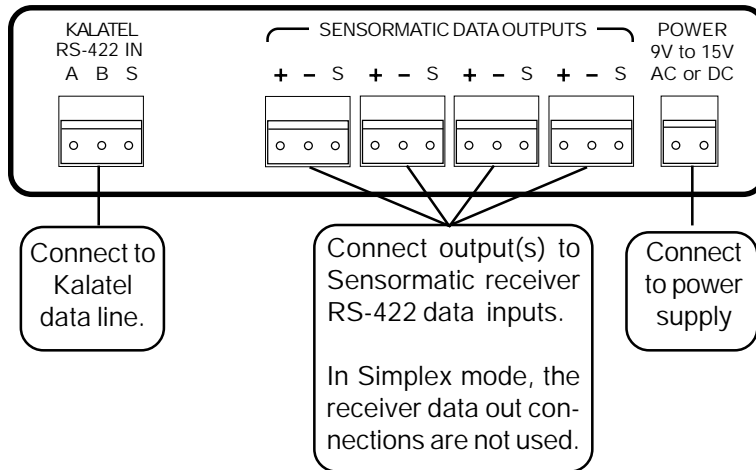 KALATEL
RS-422 IN
A B S
SENSORMATIC DATA OUTPUTS
+ − S + − S + − S + − S
POWER
9V to 15V
AC or DC
Connect to
Kalatel
data line.
Connect output(s) to
Sensormatic receiver
RS-422 data inputs.
In Simplex mode, the
receiver data out con-
nections are not used.
Connect
to power
supply